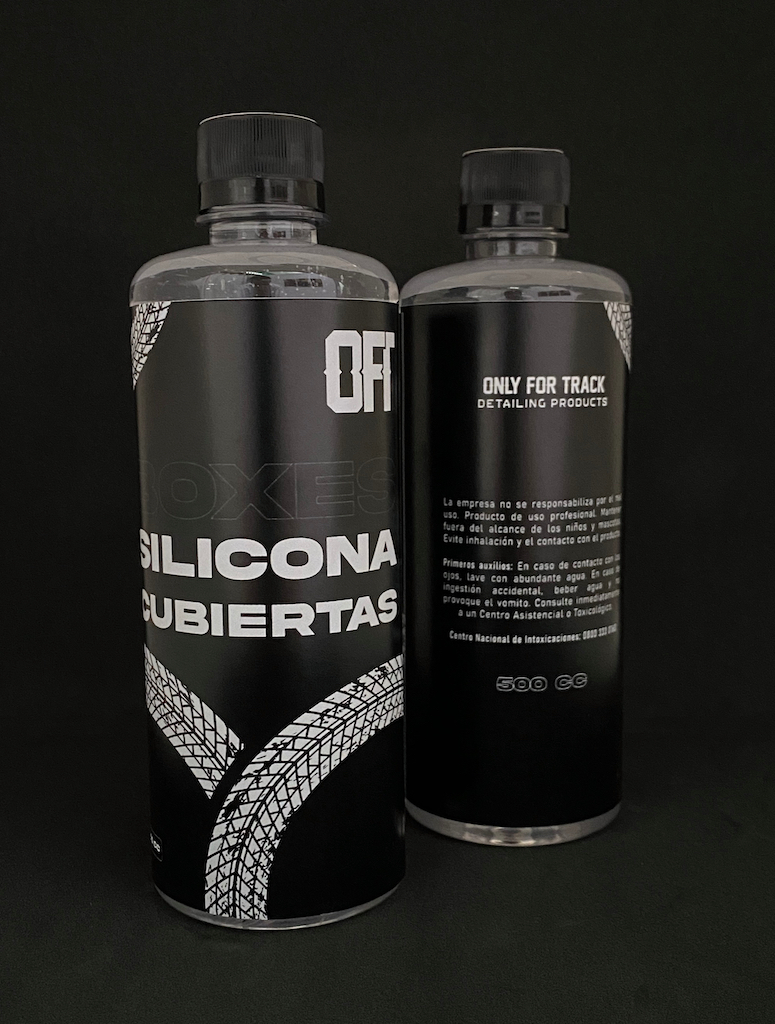 OFT
BOXES
SILICONA
CUBIERTAS
ONLY FOR TRACK
DETAILING PRODUCTS
La empresa no se responsabiliza por el mal
uso. Producto de uso profesional. Mantener
fuera del alcance de los niños y mascotas.
Evite inhalación y el contacto con el producto.
Primeros auxilios: En caso de contacto con los
ojos, lave con abundante agua. En caso de
ingestión accidental, beber agua y no
provoque el vomito. Consulte inmediatamente
a un Centro Asistencial o Toxicológico.
Centro Nacional de Intoxicaciones: 0800 333 0160
500 CC